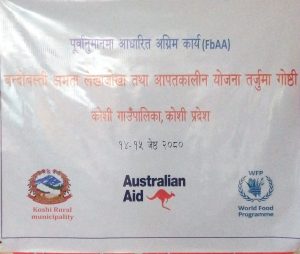 पूर्वानुमानमा आधारित अग्रिम कार्य (FbAA)
बन्दोबस्ती क्षमता लेखाजोखा तथा आपतकालीन योजना तर्जुमा गोष्ठी
कोशी गाउँपालिका, कोशी प्रदेश
१४-१५ जेष्ठ २०८०
Koshi Rural
municipality
Australian
Aid
WFP
World Food
Programme